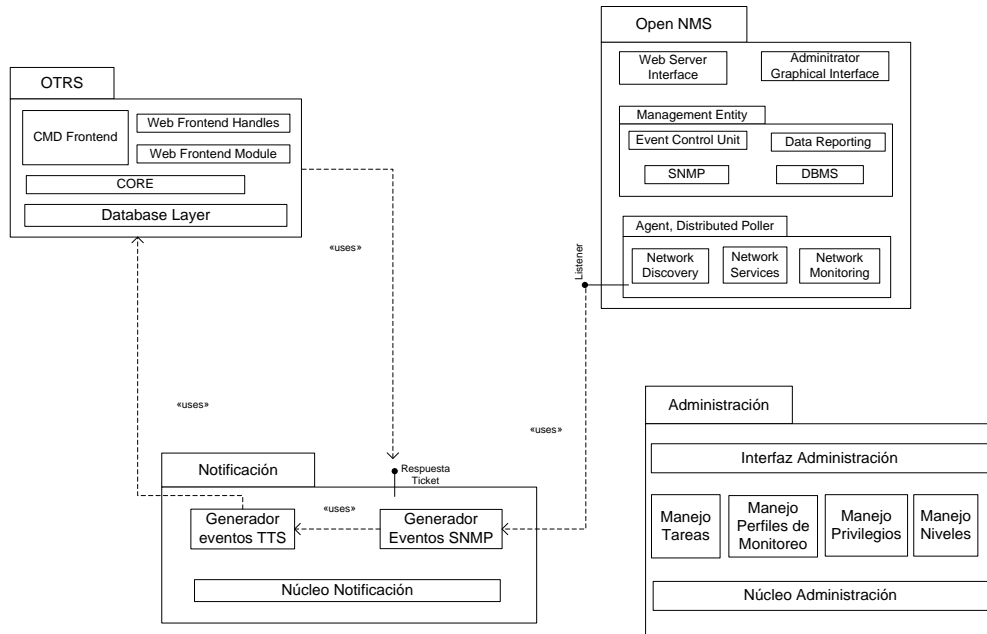 Open NMS
Web Server
Interface
Adminitrator
Graphical Interface
Management Entity
Event Control Unit
Data Reporting
SNMP
DBMS
Agent, Distributed Poller
Network
Discovery
Network
Services
Network
Monitoring
OTRS
CMD Frontend
Web Frontend Handles
Web Frontend Module
CORE
Database Layer
«uses»
Listener
«uses»
«uses»
Notificación
Respuesta
Ticket
«uses»
Generador
eventos TTS
Generador
Eventos SNMP
Núcleo Notificación
Administración
Interfaz Administración
Manejo
Tareas
Manejo
Perfiles de
Monitoreo
Manejo
Privilegios
Manejo
Niveles
Núcleo Administración